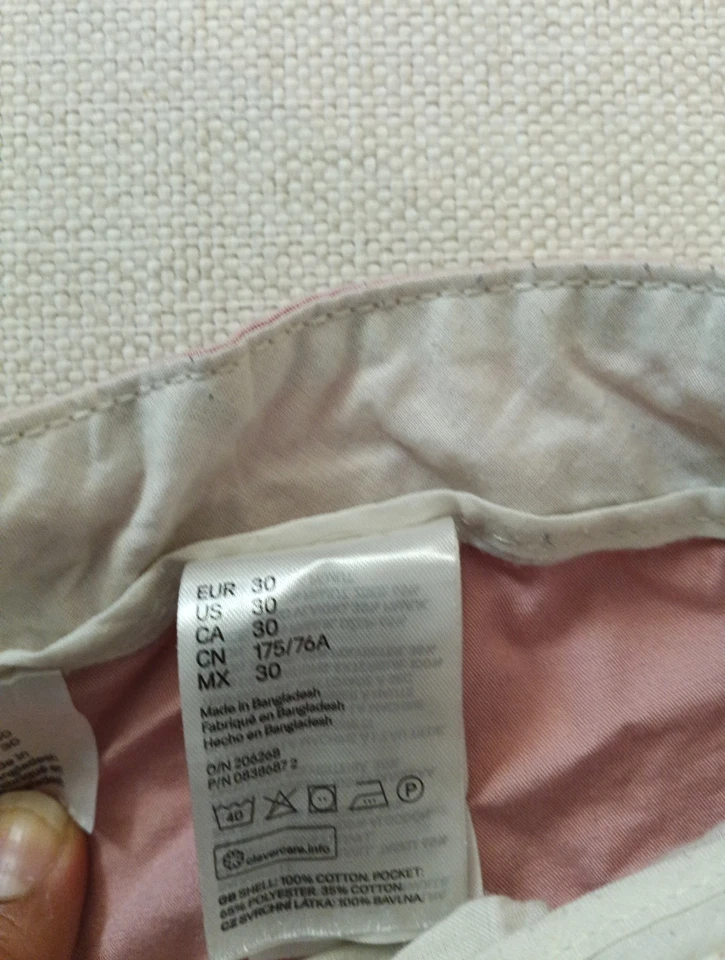 EUR 30
US 30
CA 30
CN 175/76A
MX 30
Made in Bangladesh
Fabriqué en Bangladesh
Hecho en Bangladesh
O/N 206268
P/N 0838687 2
40
P
clevercare.info
GB SHELL: 100% COTTON. POCKET:
65% POLYESTER. 35% COTTON.
CZ SVRCHNÍ LÁTKA: 100% BAVLNA.